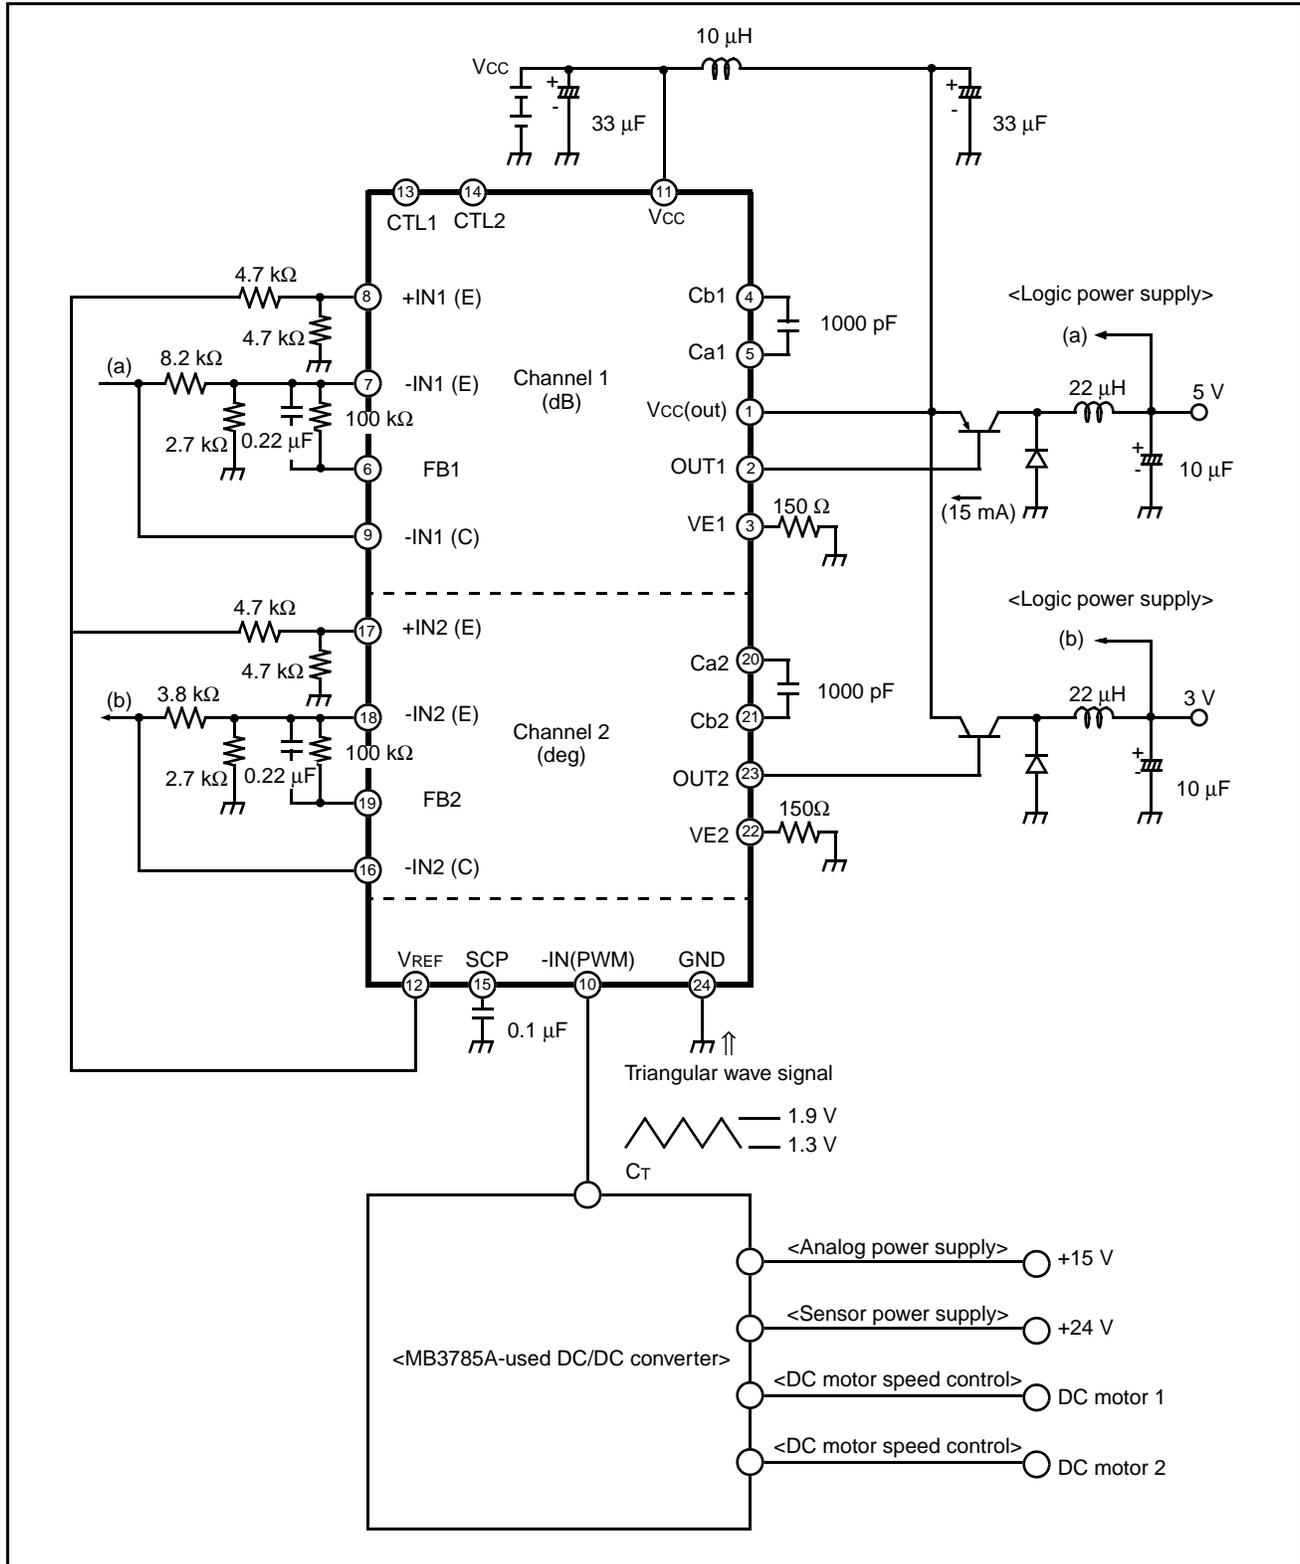 10 µH
VCC
+
-
33 µF
+
-
33 µF
13
14
11
CTL1
CTL2
VCC
4.7 kΩ
8
+IN1 (E)
4.7 kΩ
Cb1
4
1000 pF
Ca1
5
<Logic power supply>
(a)
(a)
8.2 kΩ
7
-IN1 (E)
Channel 1
(dB)
100 kΩ
2.7 kΩ
0.22 µF
6
FB1
9
-IN1 (C)
VCC(out)
1
22 µH
5 V
OUT1
2
+
-
10 µF
(15 mA)
VE1
3
150 Ω
4.7 kΩ
17
+IN2 (E)
4.7 kΩ
<Logic power supply>
(b)
Ca2
20
1000 pF
Cb2
21
(b)
3.8 kΩ
18
-IN2 (E)
Channel 2
(deg)
100 kΩ
2.7 kΩ
0.22 µF
19
FB2
16
-IN2 (C)
22 µH
3 V
OUT2
23
+
-
10 µF
VE2
22
150Ω
VREF
SCP
-IN(PWM)
GND
12
15
10
24
0.1 µF
⇑
Triangular wave signal
1.9 V
1.3 V
CT
<MB3785A-used DC/DC converter>
<Analog power supply>
+15 V
<Sensor power supply>
+24 V
<DC motor speed control>
DC motor 1
<DC motor speed control>
DC motor 2